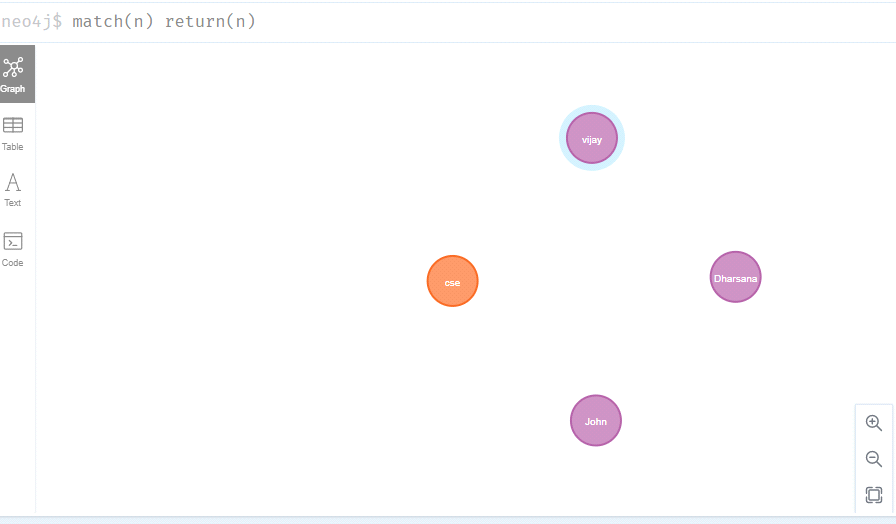 neo4j$ match(n) return(n)
Graph
Table
Text
Code
vijay
cse
Dharsana
John